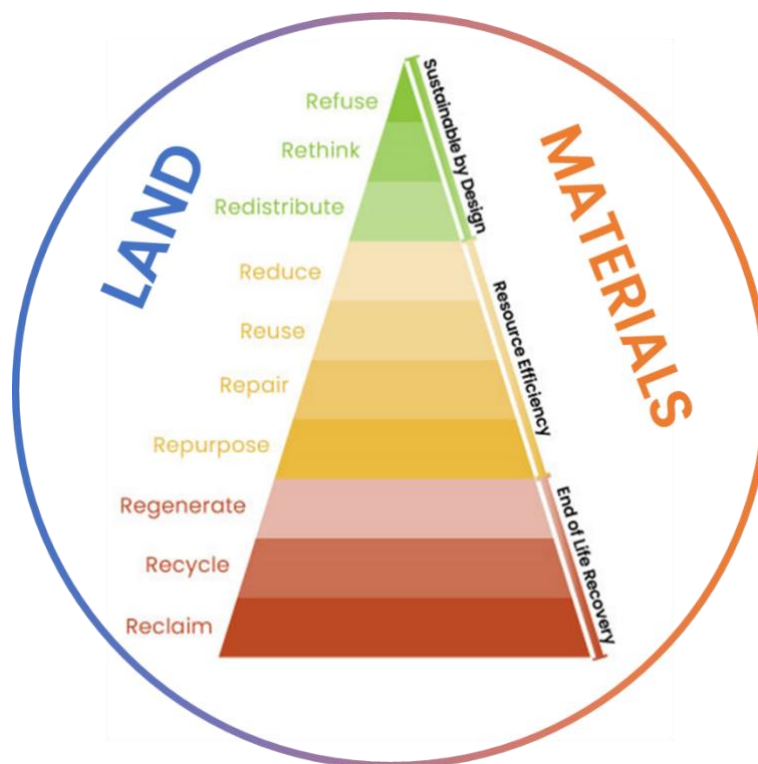 LAND
MATERIALS
Refuse
Rethink
Redistribute
Sustainable by Design
Reduce
Reuse
Repair
Repurpose
Resource Efficiency
Regenerate
Recycle
Reclaim
End of Life Recovery